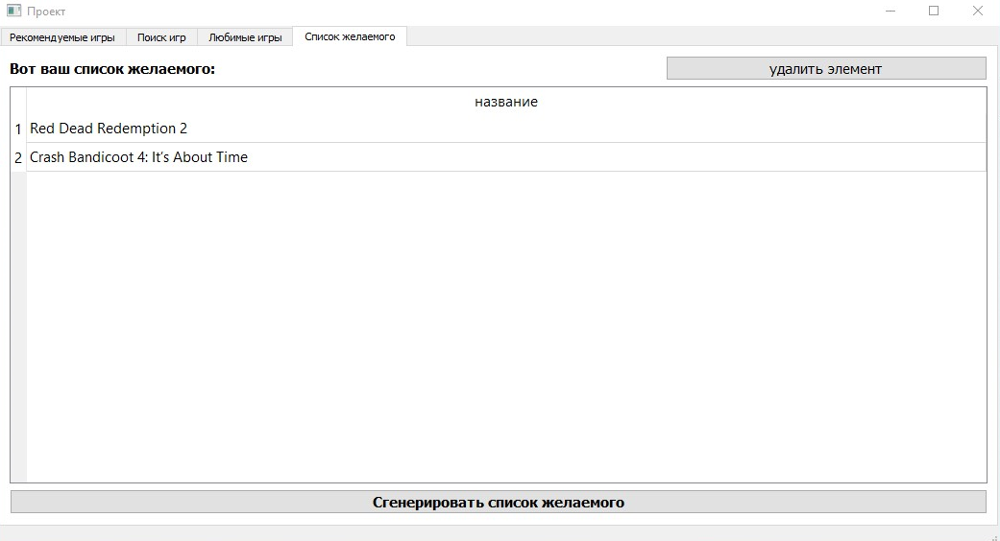 Проект
Рекомендуемые игры Поиск игр Любимые игры Список желаемого
Вот ваш список желаемого: удалить элемент
название
1 Red Dead Redemption 2
2 Crash Bandicoot 4: It's About Time
Сгенерировать список желаемого